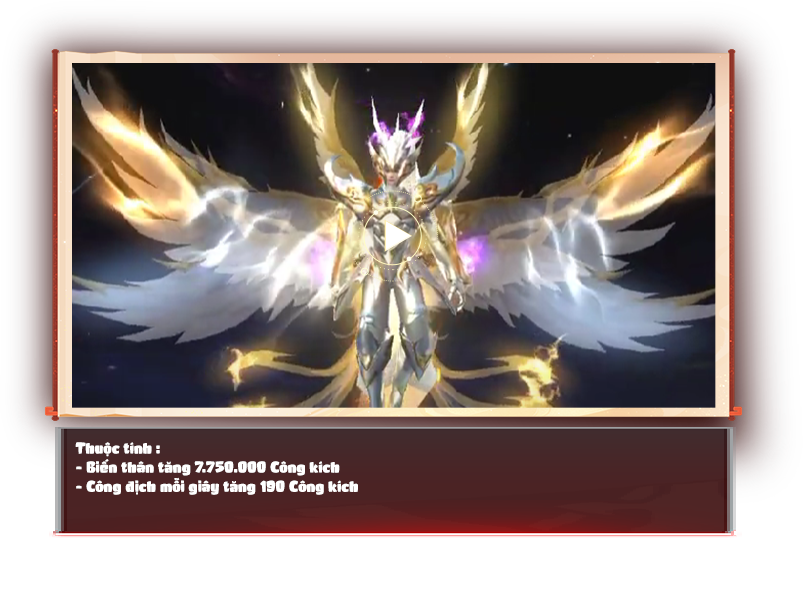 Thuộc tính :
- Biến thân tăng 7.750.000 Công kích
- Công địch mỗi giây tăng 190 Công kích